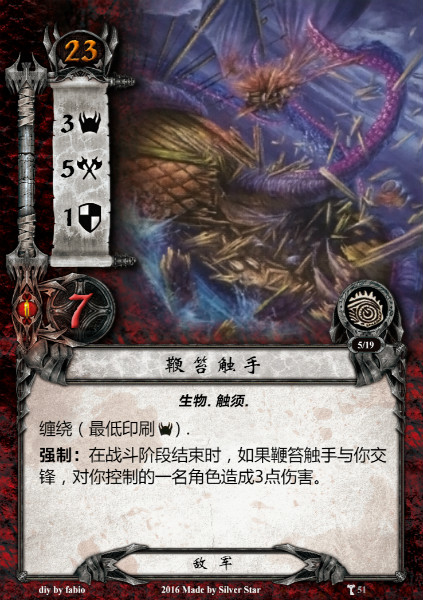 23
3
5
1
7
5/19
鞭笞触手
生物. 触须.
缠绕（最低印刷）.
强制：在战斗阶段结束时，如果鞭笞触手与你交
锋，对你控制的一名角色造成3点伤害。
敌军
diy by fabio
2016 Made by Silver Star
51